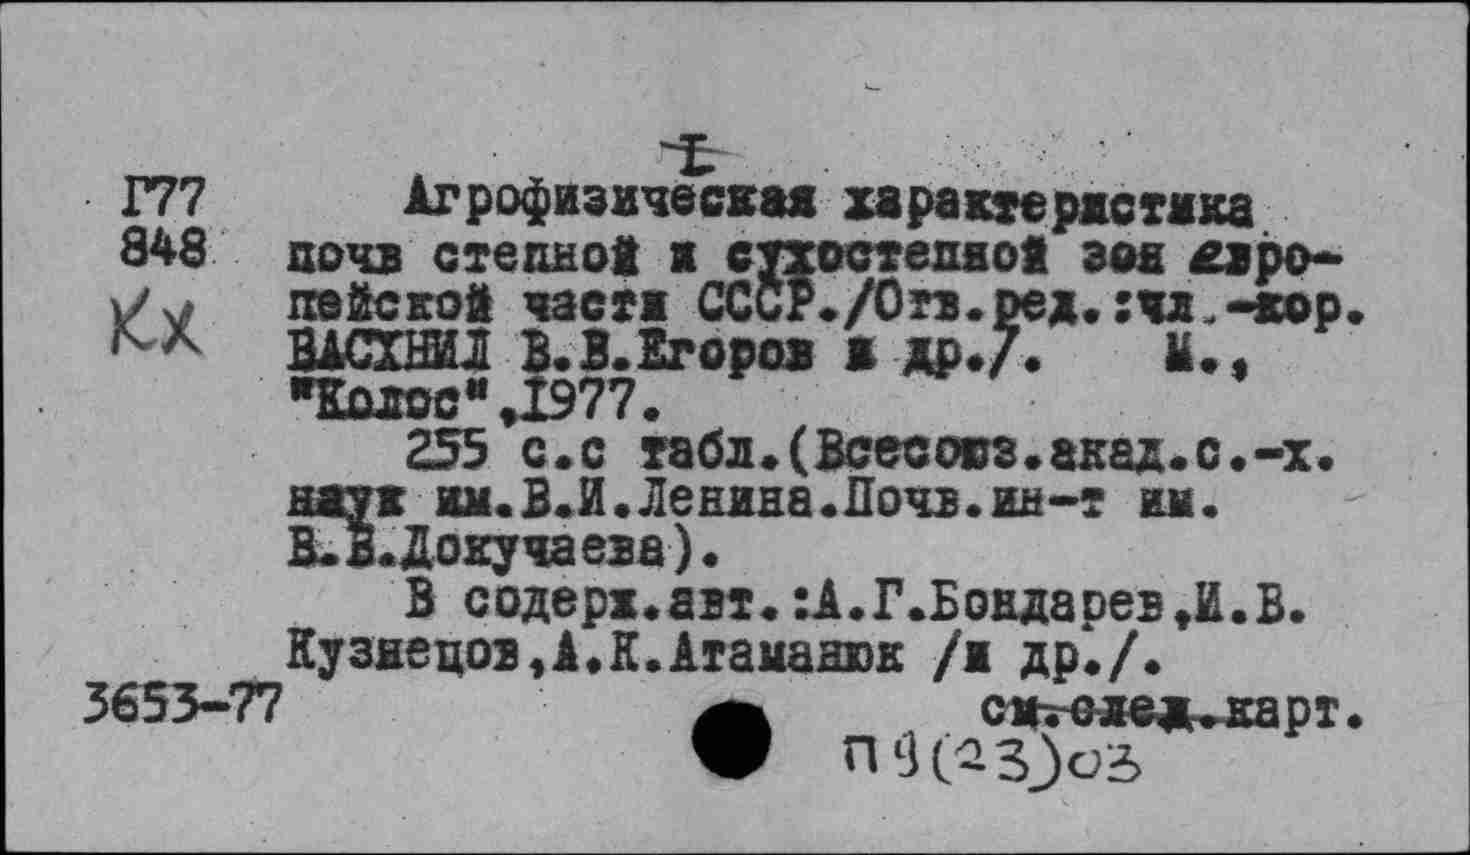 I
Г77 Агрофизическая характеристика
848 почв степной и сухостепной зон евро-
Кх пейской части СССР./Отв.ред.:чл.-кор.
ВАСХНИЛ В.В.Егоров и др./. М.,
"Колос",1977.
255 с.с табл.(Всесоюз.акад.с.-х.
наук им.В.И.Ленина.Почв.ин-т им.
В.В.Докучаева).
В содерж.авт.:А.Г.Бондарев,И.В.
Кузнецов,А.К.Атаманюк /и др./.
3653-77 см.след.карт.
П9(23)03